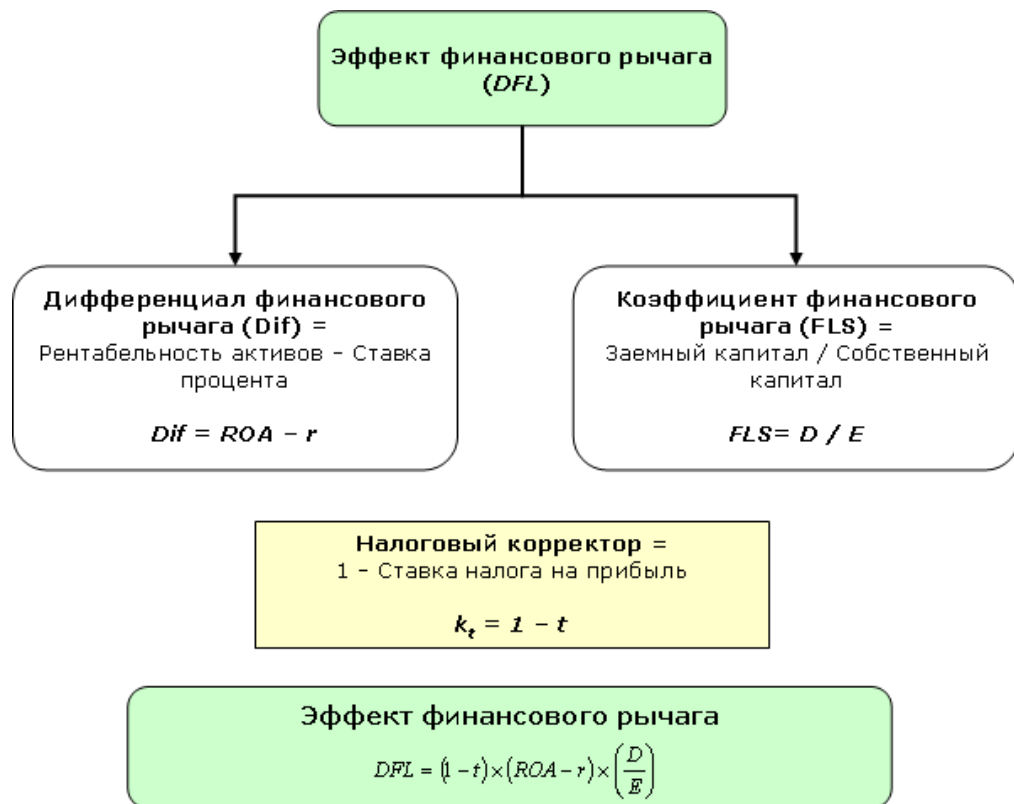 Эффект финансового рычага
(DFL)
Дифференциал финансового
рычага (Dif) =
Рентабельность активов – Ставка
процента
Dif = ROA – r
Коэффициент финансового
рычага (FLS) =
Заемный капитал / Собственный
капитал
FLS= D / E
Налоговый корректор =
1 – Ставка налога на прибыль
kₜ = 1 – t
Эффект финансового рычага
DFL = (1 – t) × (ROA – r) × (D/E)